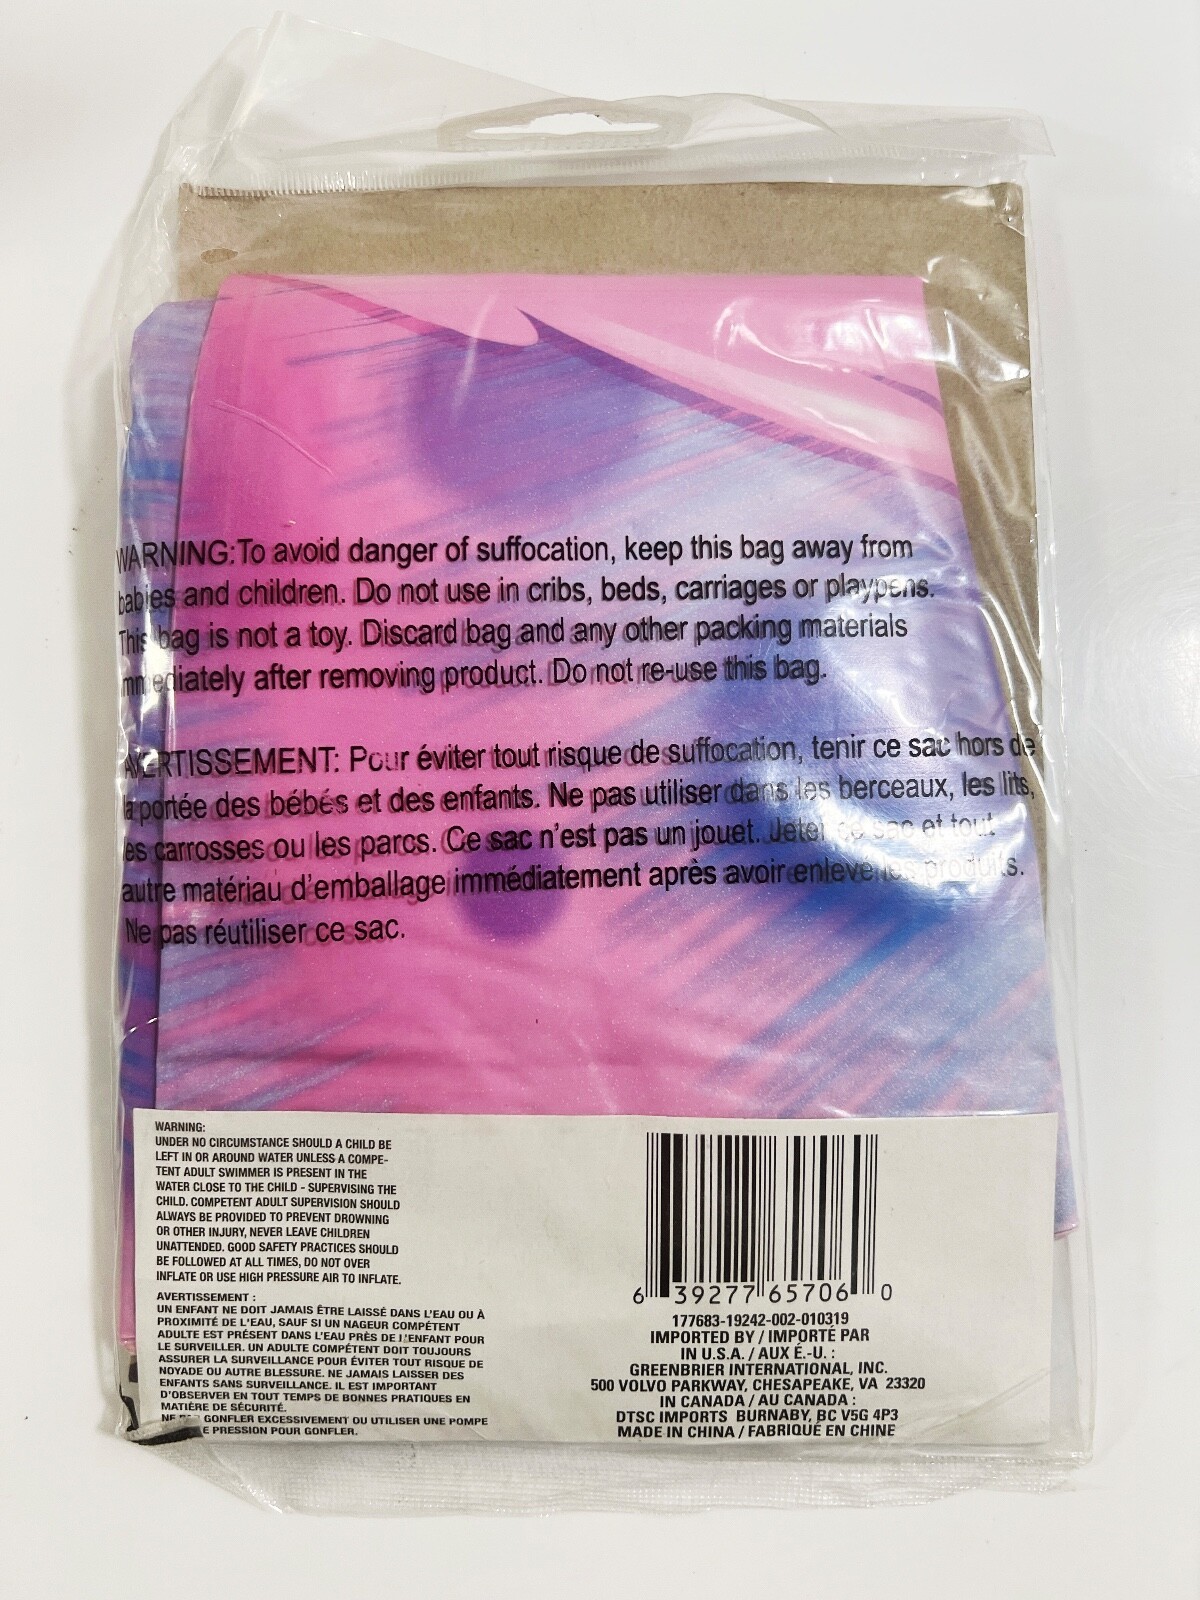 WARNING:To avoid danger of suffocation, keep this bag away from
babies and children. Do not use in cribs, beds, carriages or playpens.
This bag is not a toy. Discard bag and any other packing materials
immediately after removing product. Do not re-use this bag.
AVERTISSEMENT: Pour éviter tout risque de suffocation, tenir ce sac hors de
la portée des bébés et des enfants. Ne pas utiliser dans les berceaux, les lits,
les carrosses ou les parcs. Ce sac n'est pas un jouet. Jeter ce sac et tout
autre matériau d'emballage immédiatement après avoir enlevé les produits.
Ne pas réutiliser ce sac.
WARNING:
UNDER NO CIRCUMSTANCE SHOULD A CHILD BE
LEFT IN OR AROUND WATER UNLESS A COMPE-
TENT ADULT SWIMMER IS PRESENT IN THE
WATER CLOSE TO THE CHILD - SUPERVISING THE
CHILD. COMPETENT ADULT SUPERVISION SHOULD
ALWAYS BE PROVIDED TO PREVENT DROWNING
OR OTHER INJURY, NEVER LEAVE CHILDREN
UNATTENDED. GOOD SAFETY PRACTICES SHOULD
BE FOLLOWED AT ALL TIMES, DO NOT OVER
INFLATE OR USE HIGH PRESSURE AIR TO INFLATE.
AVERTISSEMENT :
UN ENFANT NE DOIT JAMAIS ÊTRE LAISSÉ DANS L'EAU OU À
PROXIMITÉ DE L'EAU, SAUF SI UN NAGEUR COMPÉTENT
ADULTE EST PRÉSENT DANS L'EAU PRÈS DE L'ENFANT POUR
LE SURVEILLER. UN ADULTE COMPÉTENT DOIT TOUJOURS
ASSURER LA SURVEILLANCE POUR ÉVITER TOUT RISQUE DE
NOYADE OU AUTRE BLESSURE. NE JAMAIS LAISSER DES
ENFANTS SANS SURVEILLANCE. IL EST IMPORTANT
D'OBSERVER EN TOUT TEMPS DE BONNES PRATIQUES EN
MATIÈRE DE SÉCURITÉ.
NE PAS GONFLER EXCESSIVEMENT OU UTILISER UNE POMPE
PRESSION POUR GONFLER.
6 39277 65706 0
177683-19242-002-010319
IMPORTED BY / IMPORTÉ PAR
IN U.S.A. / AUX É.-U. :
GREENBRIER INTERNATIONAL, INC.
500 VOLVO PARKWAY, CHESAPEAKE, VA 23320
IN CANADA / AU CANADA :
DTSC IMPORTS BURNABY, BC V5G 4P3
MADE IN CHINA / FABRIQUÉ EN CHINE